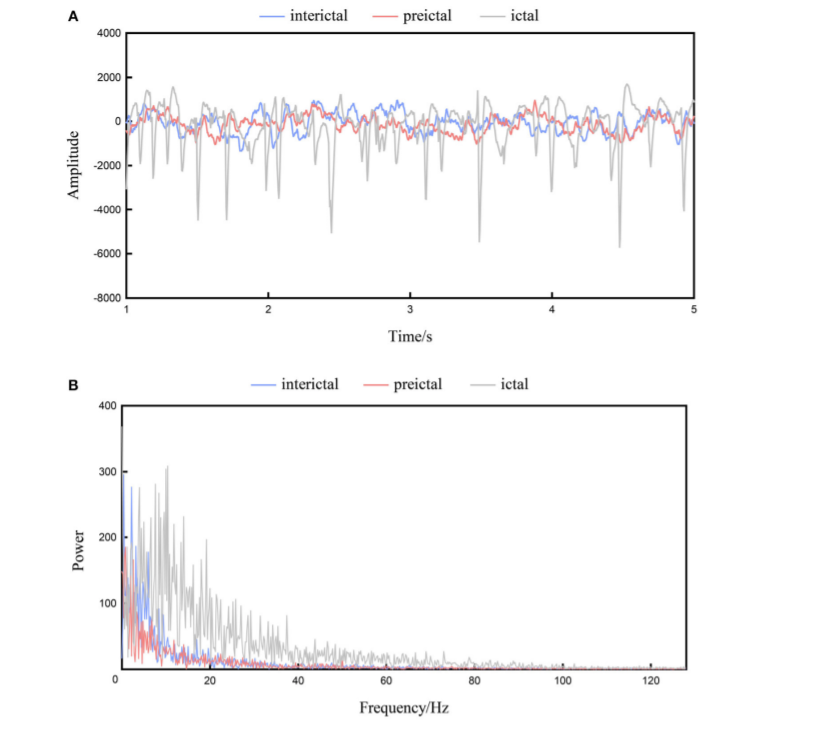 A
interictal preictal ictal
4000
2000
0
-2000
-4000
-6000
-8000
Amplitude
1 2 3 4 5
Time/s
B
interictal preictal ictal
400
300
200
100
Power
0 20 40 60 80 100 120
Frequency/Hz